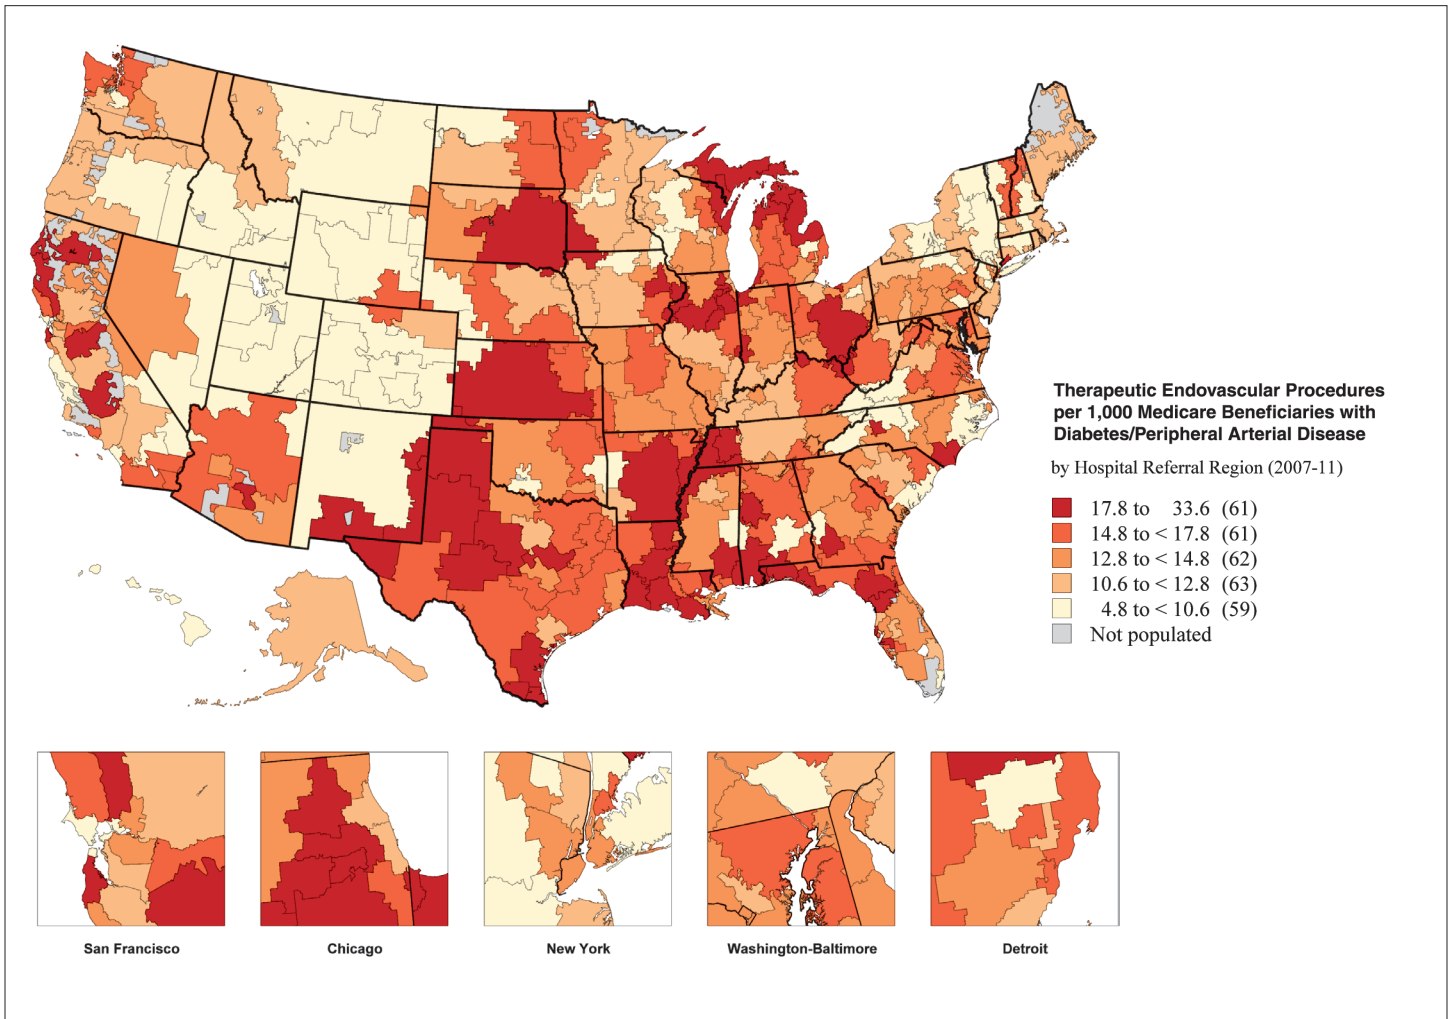 Therapeutic Endovascular Procedures
per 1,000 Medicare Beneficiaries with
Diabetes/Peripheral Arterial Disease
by Hospital Referral Region (2007-11)
17.8 to 33.6 (61)
14.8 to < 17.8 (61)
12.8 to < 14.8 (62)
10.6 to < 12.8 (63)
4.8 to < 10.6 (59)
Not populated
San Francisco
Chicago
New York
Washington-Baltimore
Detroit